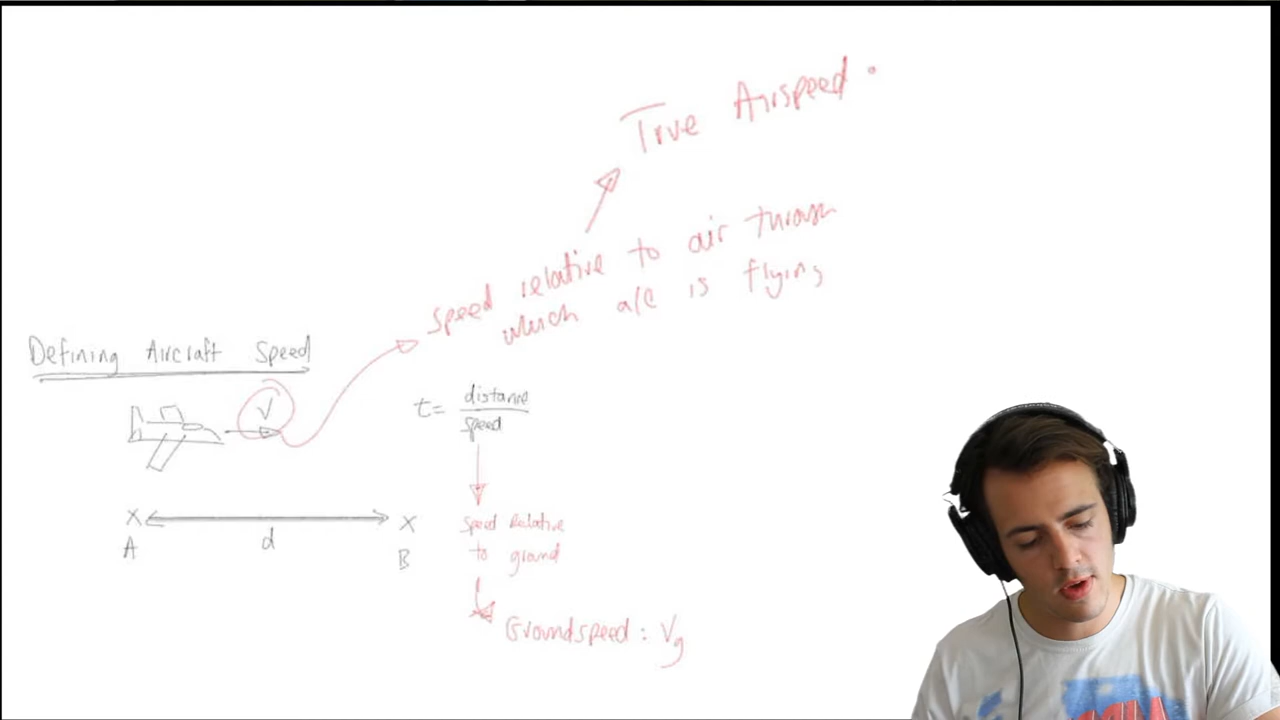 True Airspeed.
speed relative to air through
which a/c is flying
Defining Aircraft Speed
V
t= distance
speed
X
X
A
d
B
Speed Relative
to ground
Groundspeed: Vg